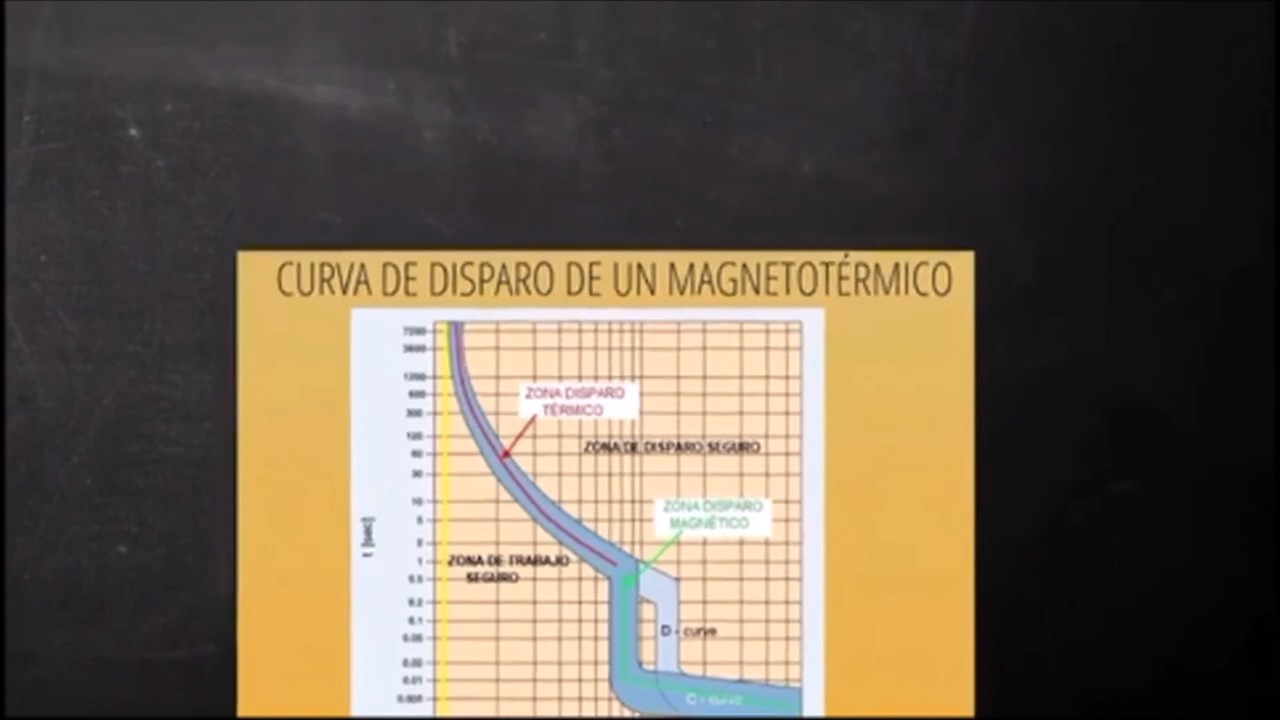 CURVA DE DISPARO DE UN MAGNETOTÉRMICO
7200
3600
1200
600
300
120
60
30
10
5
2
1
0.5
0.2
0.1
0.05
0.02
0.01
0.005
t [sec]
ZONA DISPARO
TÉRMICO
ZONA DE DISPARO SEGURO
ZONA DISPARO
MAGNÉTICO
ZONA DE TRABAJO
SEGURO
D - curve
C - curve